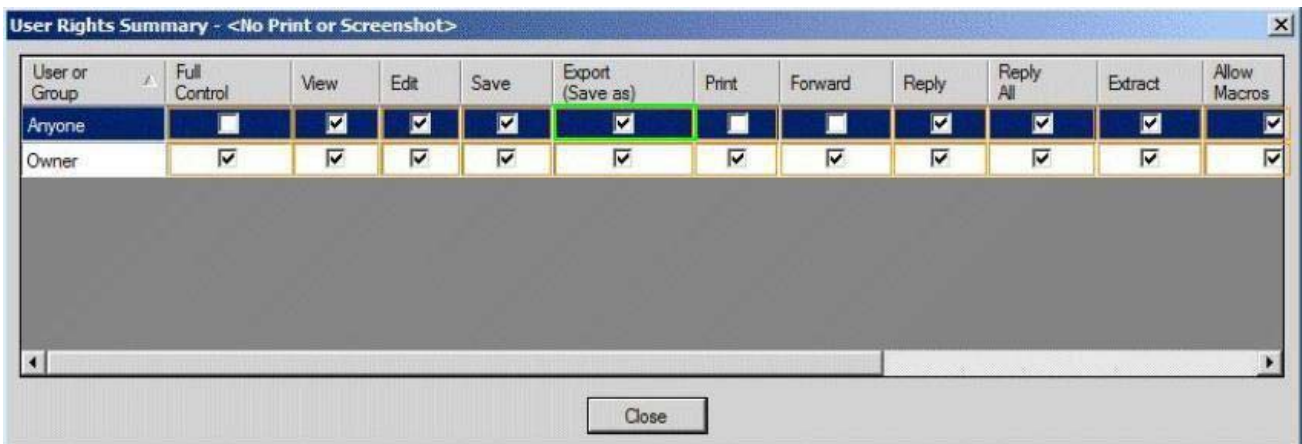 User Rights Summary - <No Print or Screenshot>
User or Group Full Control View Edit Save Export (Save as) Print Forward Reply Reply All Extract Allow Macros
Anyone
Owner
Close